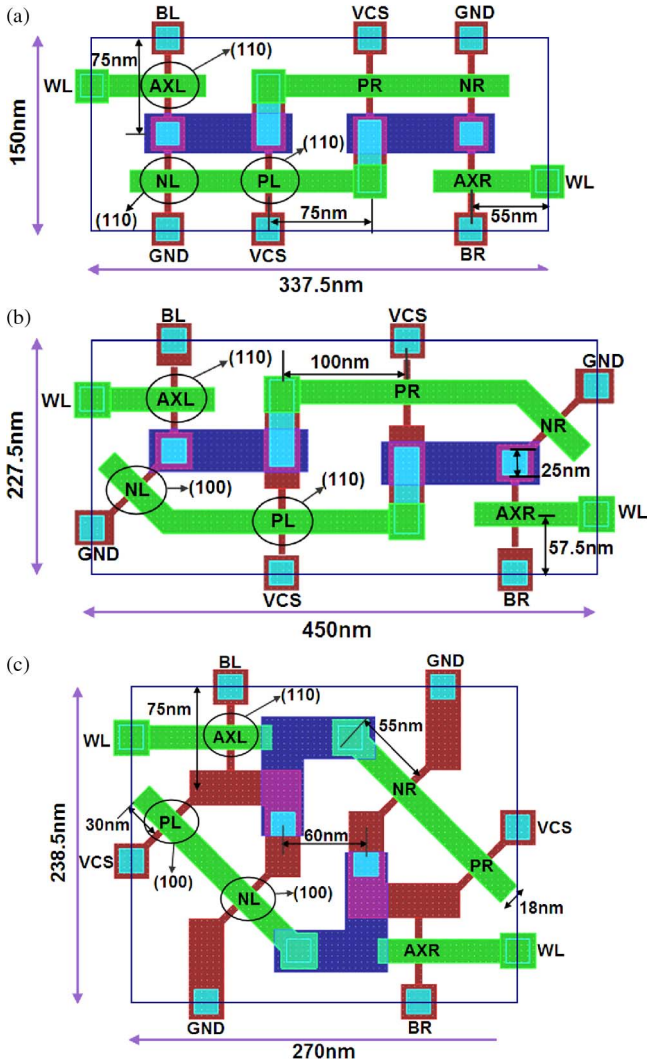 (a)
BL
VCS
GND
75nm
(110)
WL
AXL
PR
NR
150nm
(110)
NL
PL
AXR
WL
(110)
75nm
55nm
GND
VCS
BR
337.5nm
(b)
BL
VCS
GND
(110)
100nm
WL
AXL
PR
NR
227.5nm
25nm
NL
(100)
(110)
PL
AXR
WL
GND
57.5nm
VCS
BR
450nm
(c)
BL
GND
75nm
(110)
55nm
WL
AXL
NR
238.5nm
30nm
PL
60nm
VCS
VCS
(100)
PR
NL
(100)
18nm
AXR
WL
GND
BR
270nm